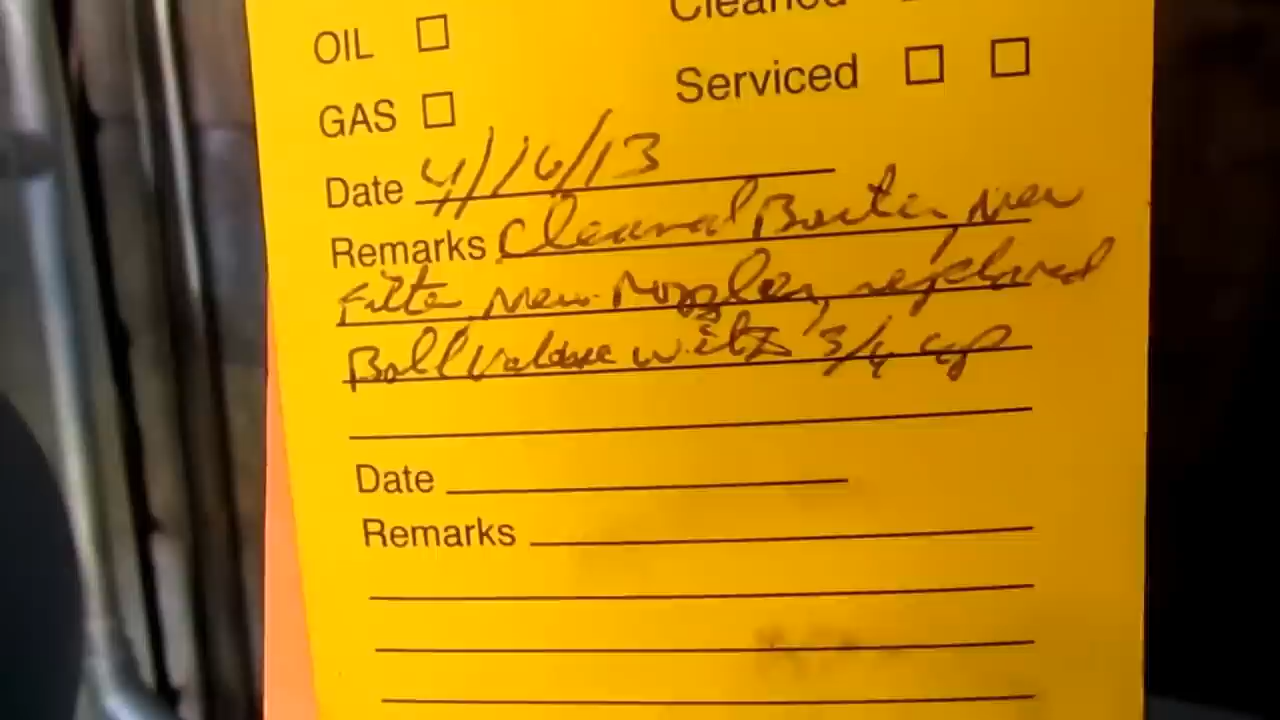 OIL Cleaned
GAS Serviced
Date 4/16/13
Remarks Cleaned Boiler, New
Filter, New Nozzles, replaced
Ball Valve with 3/4 cap
Date
Remarks